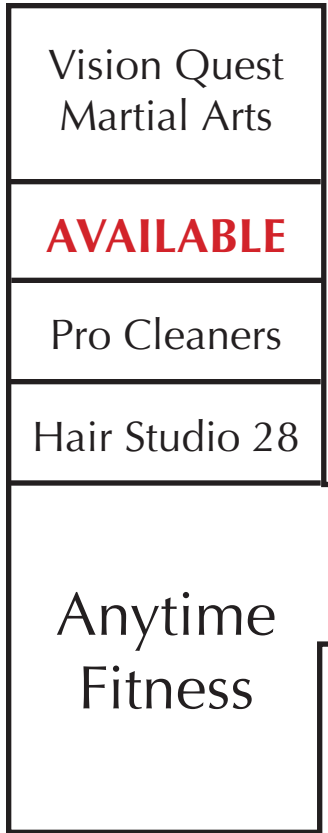 Vision Quest
Martial Arts
AVAILABLE
Pro Cleaners
Hair Studio 28
Anytime
Fitness